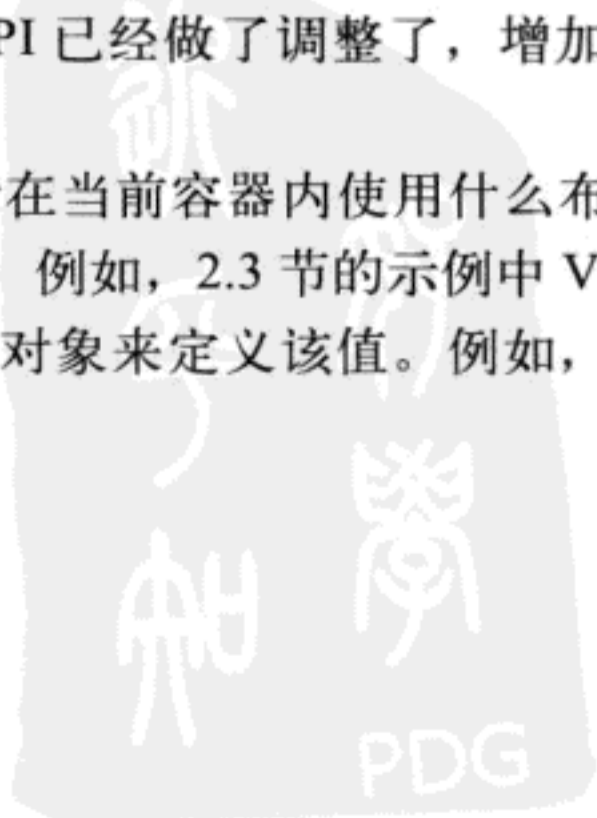 PI 已经做了调整了，增加
在当前容器内使用什么布
例如，2.3 节的示例中 V
对象来定义该值。例如，
PDG